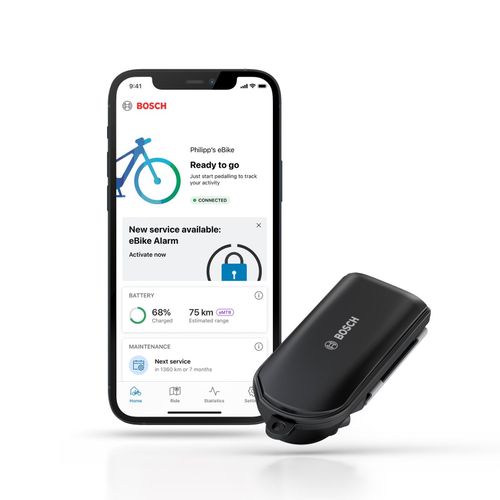 9:41
BOSCH
Philipp's eBike
Ready to go
Just start pedalling to track
your activity
CONNECTED
New service available:
eBike Alarm
Activate now
BATTERY
68%
Charged
75 km eMTB
Estimated range
MAINTENANCE
Next service
in 1360 km or 7 months
Home
Ride
Statistics
BOSCH